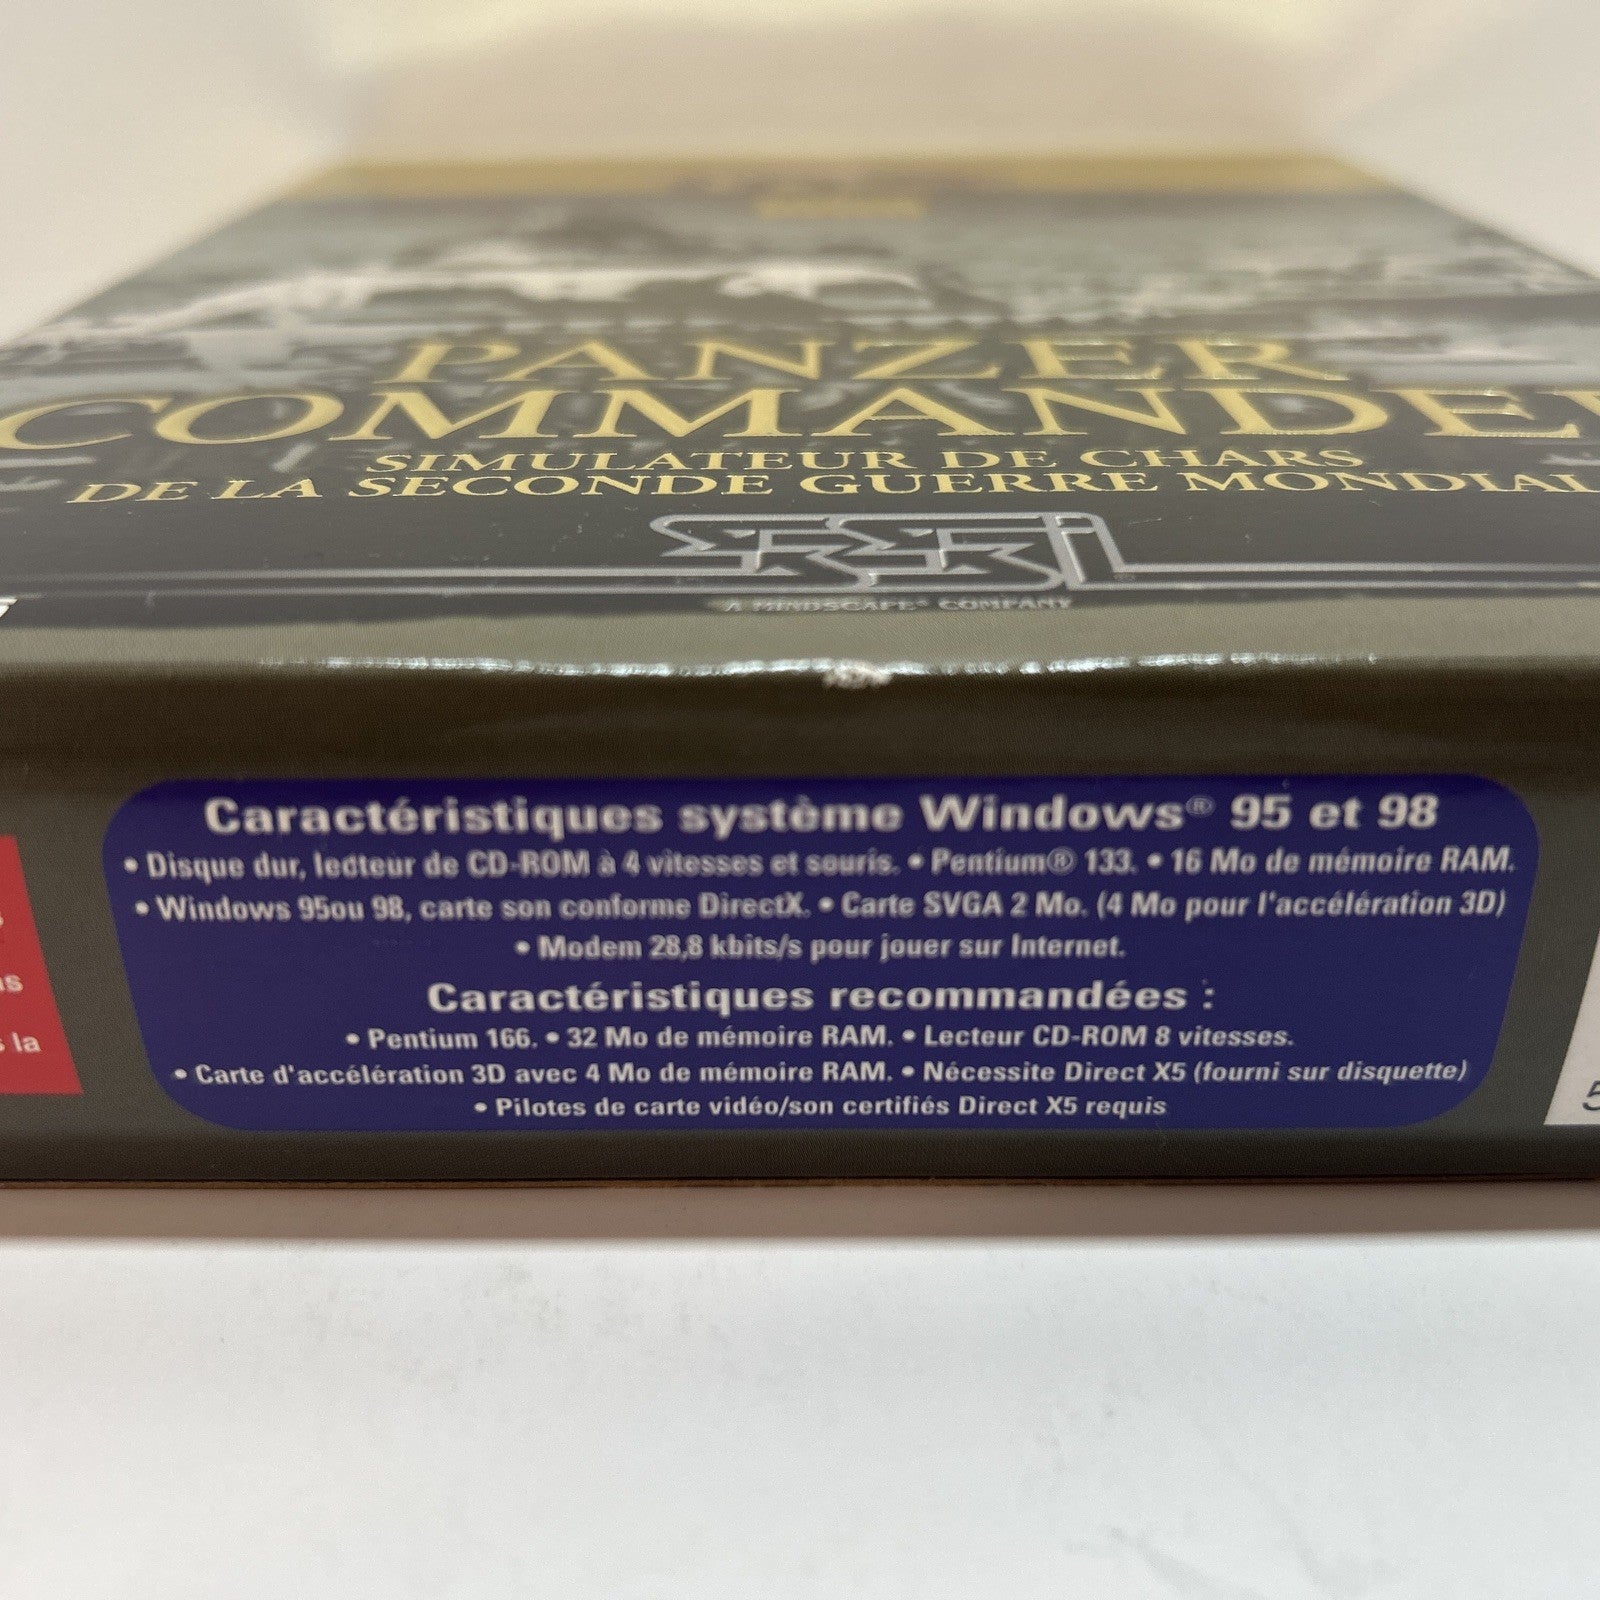 PANZER
COMMANDE
SIMULATEUR DE CHARS
DE LA SECONDE GUERRE MONDIAL
SSI
A MINDSCAPE® COMPANY
Caractéristiques système Windows® 95 et 98
• Disque dur, lecteur de CD-ROM à 4 vitesses et souris. • Pentium® 133. • 16 Mo de mémoire RAM.
• Windows 95ou 98, carte son conforme DirectX. • Carte SVGA 2 Mo. (4 Mo pour l'accélération 3D)
• Modem 28,8 kbits/s pour jouer sur Internet.
Caractéristiques recommandées :
• Pentium 166. • 32 Mo de mémoire RAM. • Lecteur CD-ROM 8 vitesses.
• Carte d'accélération 3D avec 4 Mo de mémoire RAM. • Nécessite Direct X5 (fourni sur disquette)
• Pilotes de carte vidéo/son certifiés Direct X5 requis
la
5